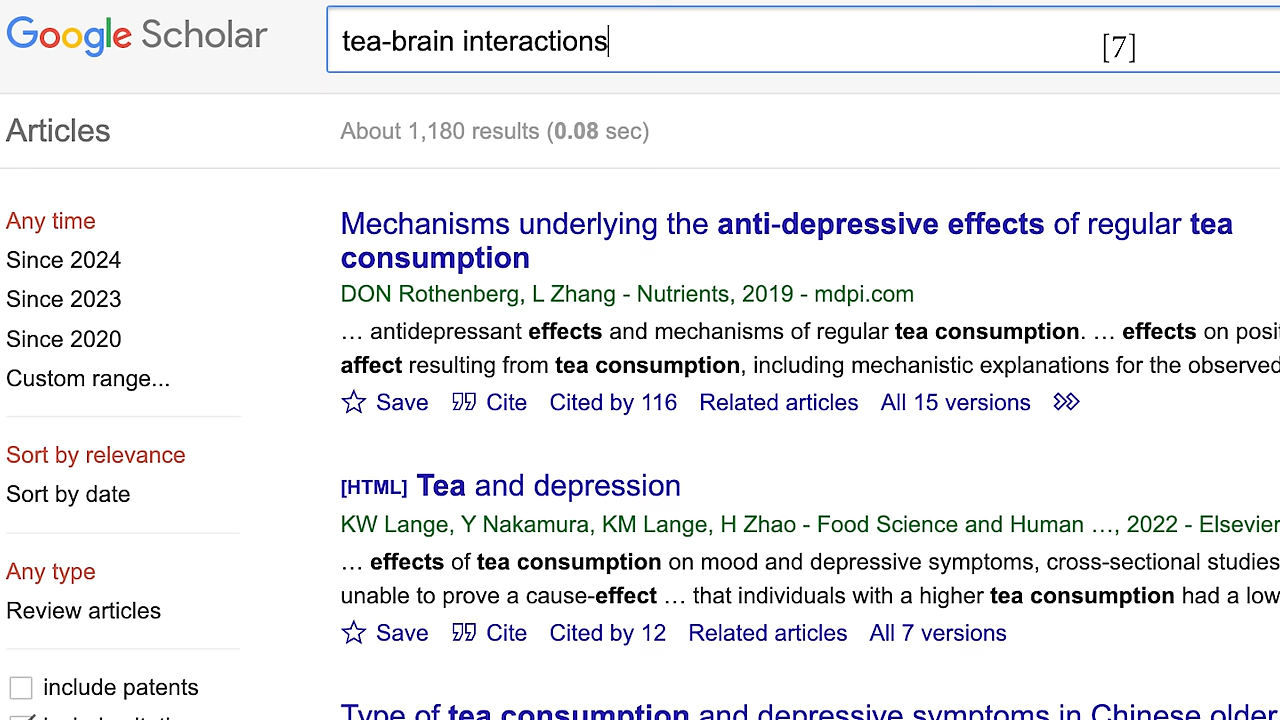 Google Scholar
tea-brain interactions
[7]
Articles
About 1,180 results (0.08 sec)
Any time
Since 2024
Since 2023
Since 2020
Custom range...
Sort by relevance
Sort by date
Any type
Review articles
include patents
Mechanisms underlying the anti-depressive effects of regular tea
consumption
DON Rothenberg, L Zhang - Nutrients, 2019 - mdpi.com
… antidepressant effects and mechanisms of regular tea consumption. … effects on posi
affect resulting from tea consumption, including mechanistic explanations for the observed
Save Cite Cited by 116 Related articles All 15 versions
[HTML] Tea and depression
KW Lange, Y Nakamura, KM Lange, H Zhao - Food Science and Human …, 2022 - Elsevier
… effects of tea consumption on mood and depressive symptoms, cross-sectional studies
unable to prove a cause-effect … that individuals with a higher tea consumption had a low
Save Cite Cited by 12 Related articles All 7 versions
Type of tea consumption and depressive symptoms in Chinese older